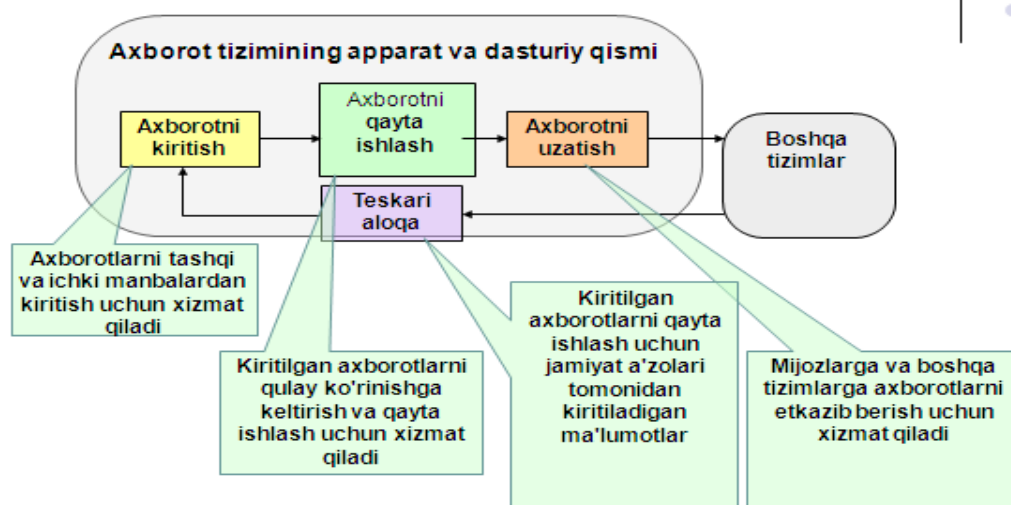 Axborot tizimining apparat va dasturiy qismi
Axborotni
kiritish
Axborotni
qayta
ishlash
Axborotni
uzatish
Boshqa
tizimlar
Teskari
aloqa
Axborotlarni tashqi
va ichki manbalardan
kiritish uchun xizmat
qiladi
Kiritilgan axborotlarni
qulay ko'rinishga
keltirish va qayta
ishlash uchun xizmat
qiladi
Kiritilgan
axborotlarni qayta
ishlash uchun
jamiyat a'zolari
tomonidan
kiritiladigan
ma'lumotlar
Mijozlarga va boshqa
tizimlarga axborotlarni
etkazib berish uchun
xizmat qiladi